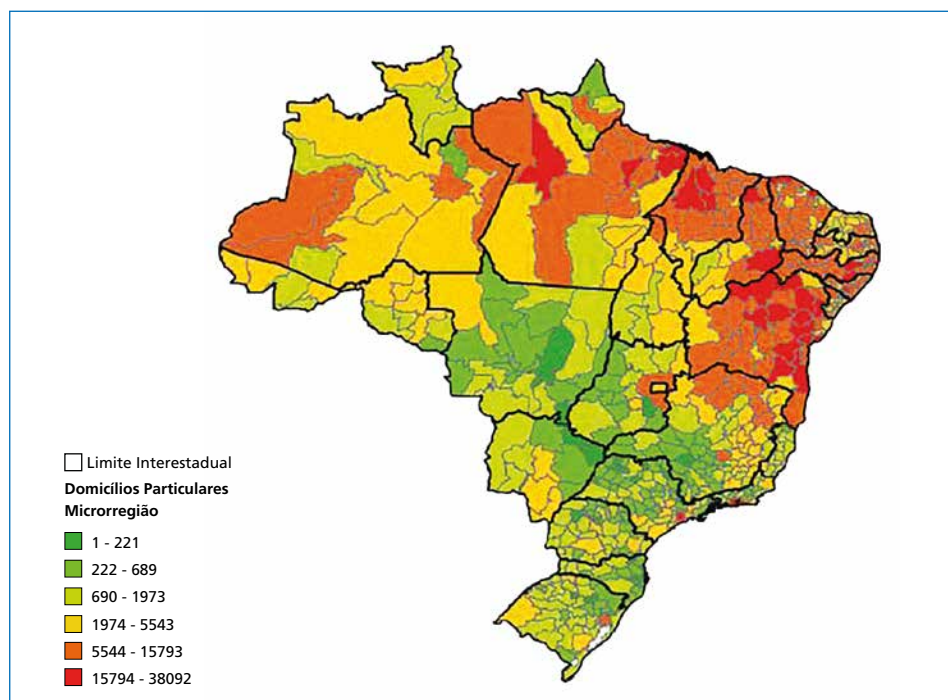 Limite Interestadual
Domicílios Particulares
Microrregião
1 - 221
222 - 689
690 - 1973
1974 - 5543
5544 - 15793
15794 - 38092